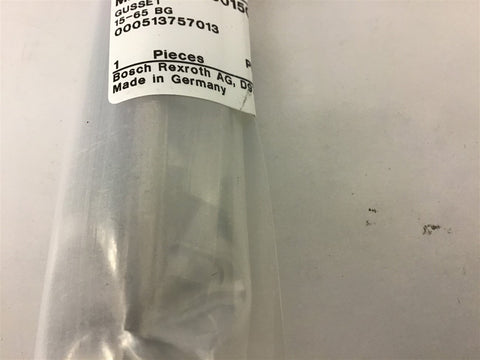 GUSSET
15-65 BG
000513757013
1 Pieces
Bosch Rexroth AG,
Made in Germany